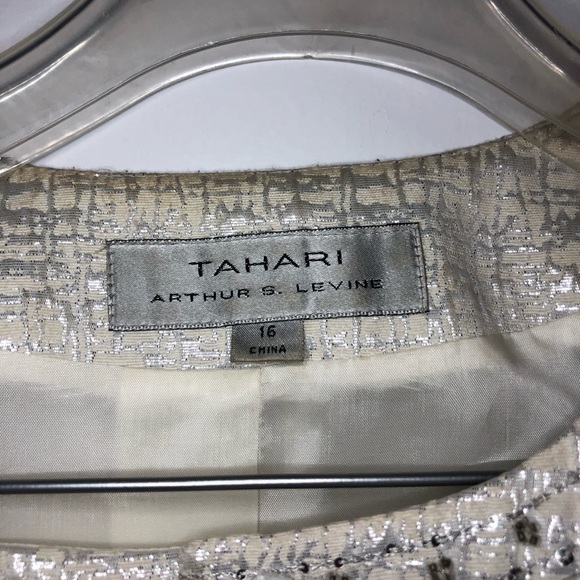 TAHARI
ARTHUR S. LEVINE
16
CHINA